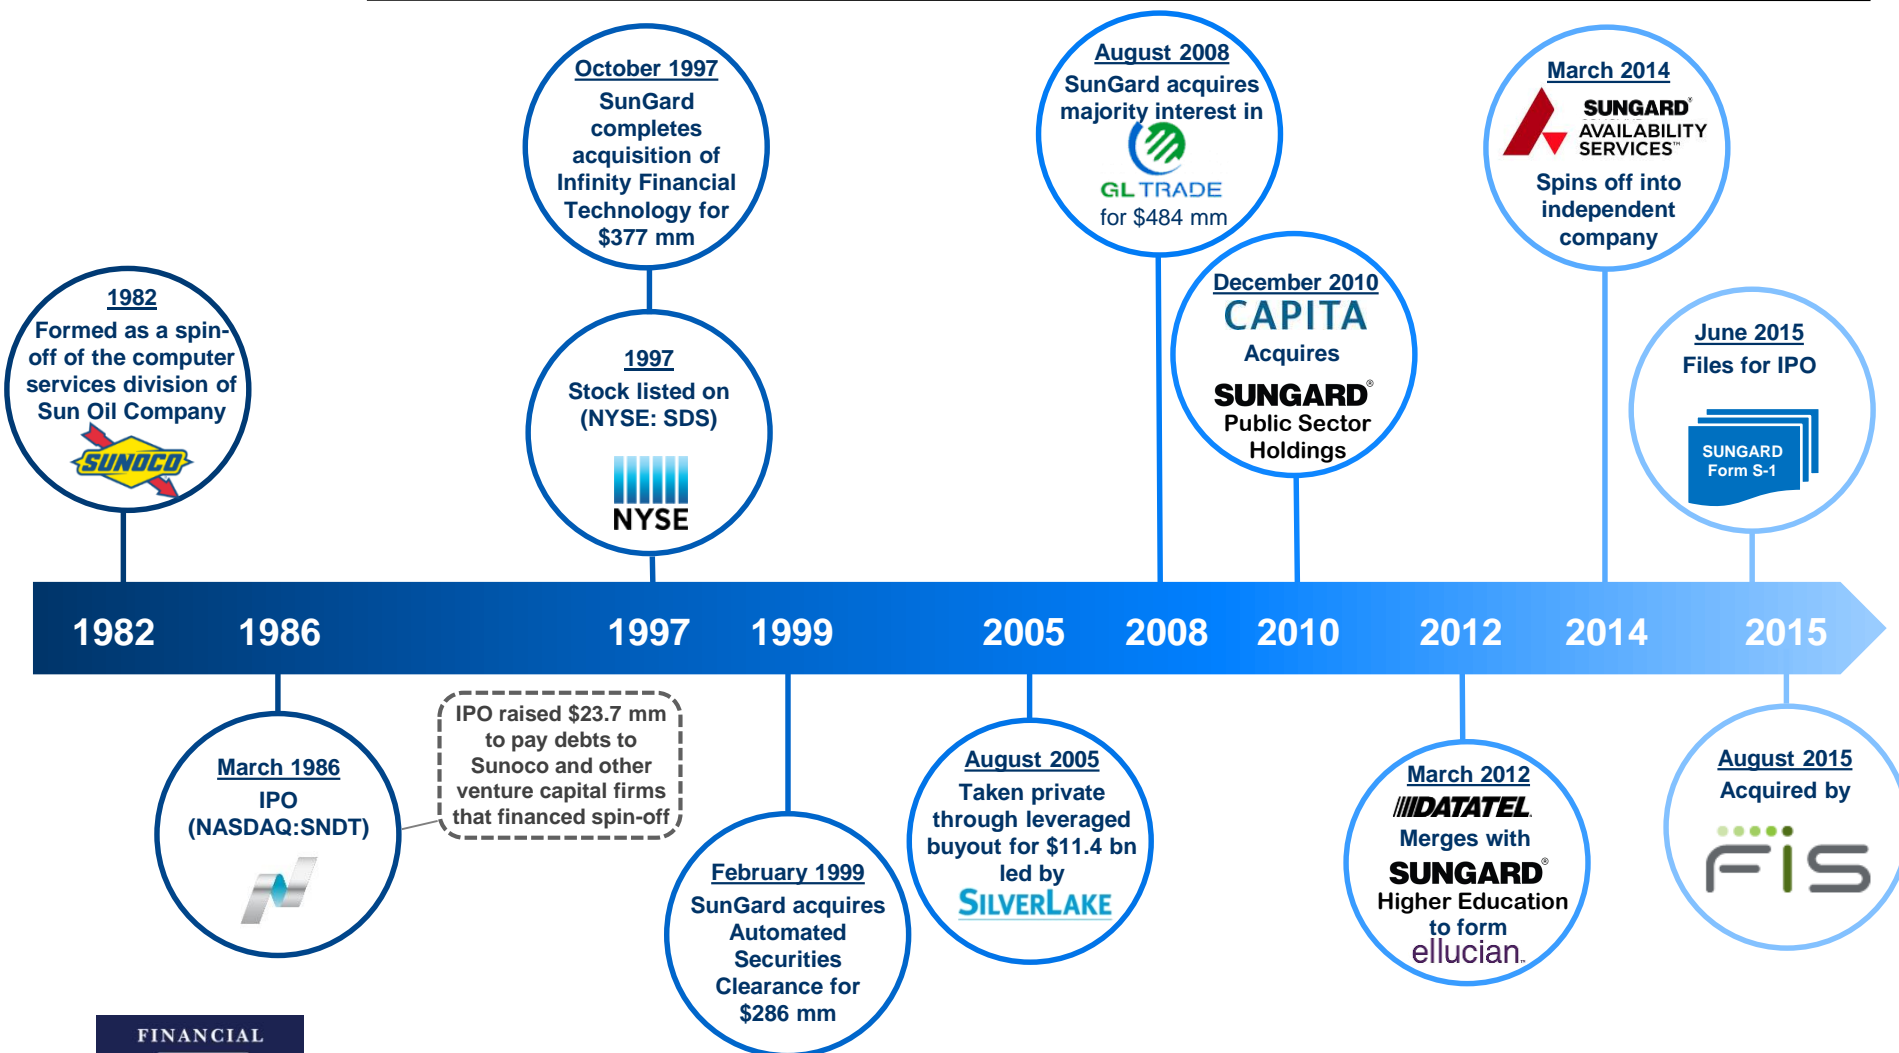 1982
Formed as a spin-
off of the computer
services division of
Sun Oil Company
SUNOCO
October 1997
SunGard
completes
acquisition of
Infinity Financial
Technology for
$377 mm
1997
Stock listed on
(NYSE: SDS)
NYSE
August 2008
SunGard acquires
majority interest in
GL TRADE
for $484 mm
December 2010
CAPITA
Acquires
SUNGARD®
Public Sector
Holdings
March 2014
SUNGARD®
AVAILABILITY
SERVICES™
Spins off into
independent
company
June 2015
Files for IPO
SUNGARD
Form S-1
1982 1986 1997 1999 2005 2008 2010 2012 2014 2015
March 1986
IPO
(NASDAQ:SNDT)
IPO raised $23.7 mm
to pay debts to
Sunoco and other
venture capital firms
that financed spin-off
February 1999
SunGard acquires
Automated
Securities
Clearance for
$286 mm
August 2005
Taken private
through leveraged
buyout for $11.4 bn
led by
SILVERLAKE
March 2012
DATATEL
Merges with
SUNGARD®
Higher Education
to form
ellucian™
August 2015
Acquired by
FIS
FINANCIAL